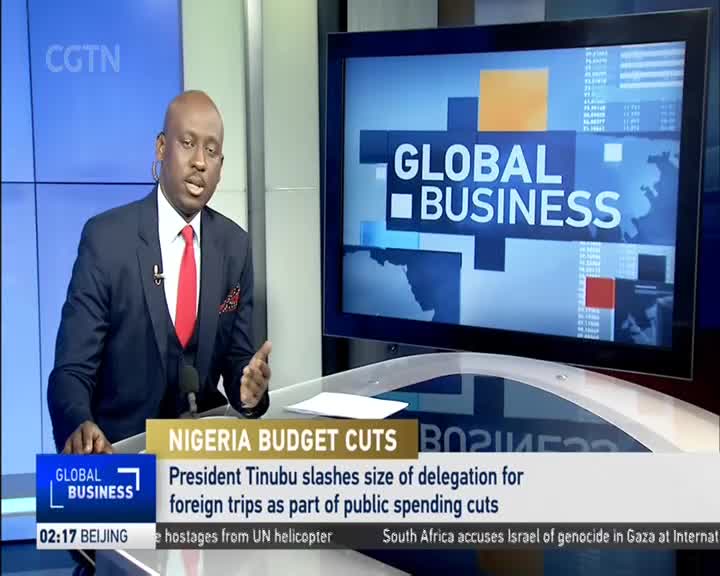 CGTN
GLOBAL
BUSINESS
NIGERIA BUDGET CUTS
President Tinubu slashes size of delegation for
foreign trips as part of public spending cuts
GLOBAL
BUSINESS
02:17 BEIJING
e hostages from UN helicopter South Africa accuses Israel of genocide in Gaza at Internat